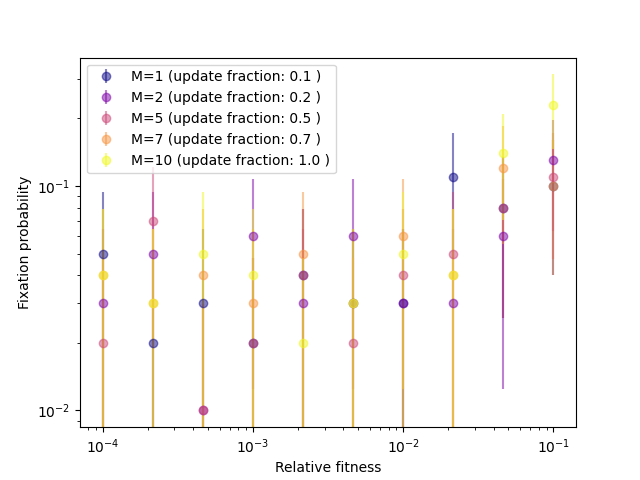 M=1 (update fraction: 0.1 )
M=2 (update fraction: 0.2 )
M=5 (update fraction: 0.5 )
M=7 (update fraction: 0.7 )
M=10 (update fraction: 1.0 )
Fixation probability
10⁻¹
10⁻²
10⁻⁴
10⁻³
10⁻²
10⁻¹
Relative fitness